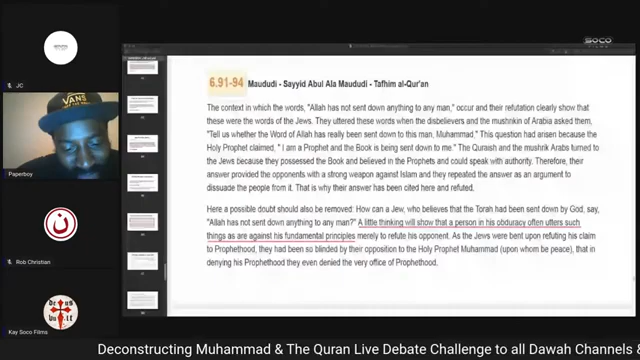 SOCO
JC
Paperboy
Rob Christian
Kay Soco Films
6.91-94 Maududi - Sayyid Abul Ala Maududi - Tafhim al-Qur'an
The context in which the words, "Allah has not sent down anything to any man," occur and their refutation clearly show that
these were the words of the Jews. They uttered these words when the disbelievers and the mushrikin of Arabia asked them,
"Tell us whether the Word of Allah has really been sent down to this man, Muhammad," This question had arisen because the
Holy Prophet claimed, " I am a Prophet and the Book is being sent down to me." The Quraish and the mushrik Arabs turned to
the Jews because they possessed the Book and believed in the Prophets and could speak with authority. Therefore, their
answer provided the opponents with a strong weapon against Islam and they repeated the answer as an argument to
dissuade the people from it. That is why their answer has been cited here and refuted.
Here a possible doubt should also be removed: How can a Jew, who believes that the Torah had been sent down by God, say,
"Allah has not sent down anything to any man?" A little thinking will show that a person in his obduracy often utters such
things as are against his fundamental principles merely to refute his opponent. As the Jews were bent upon refuting his claim
to Prophethood, they had been so blinded by their opposition to the Holy Prophet Muhammad (upon whom be peace), that in
denying his Prophethood they even denied the very office of Prophethood.
Deconstructing Muhammad & The Quran Live Debate Challenge to all Dawah Channels &